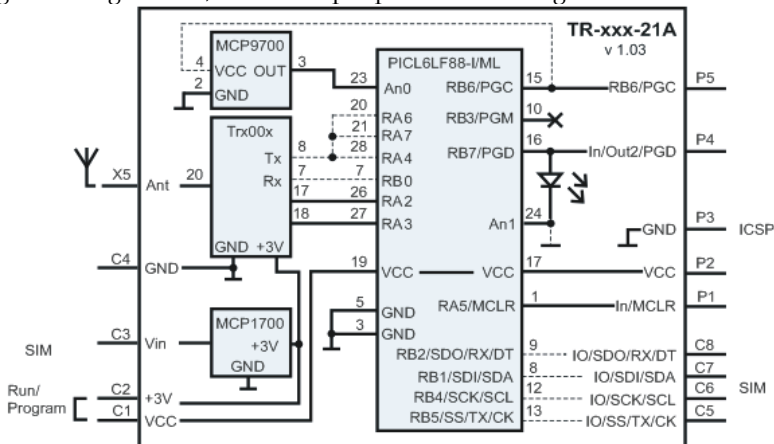 TR-xxx-21A
v 1.03
MCP9700
4 VCC OUT 3
2 GND
PICL6LF88-I/ML
23 An0 RB6/PGC 15 RB6/PGC P5
20 RA6 RB3/PGM 10
21 RA7
Trx00x
Tx 8 28 RA4 RB7/PGD 16 In/Out2/PGD P4
Rx 7 7 RB0
X5 Ant 20 17 26 RA2
18 27 RA3 An1 24
GND P3 ICSP
GND +3V
C4 GND 19 VCC VCC 17 VCC P2
5 GND RA5/MCLR 1 In/MCLR P1
3 GND
MCP1700
SIM C3 Vin +3V
GND
RB2/SDO/RX/DT 9 IO/SDO/RX/DT C8
RB1/SDI/SDA 8 IO/SDI/SDA C7
Run/ Program C2 +3V RB4/SCK/SCL 12 IO/SCK/SCL C6 SIM
C1 VCC RB5/SS/TX/CK 13 IO/SS/TX/CK C5